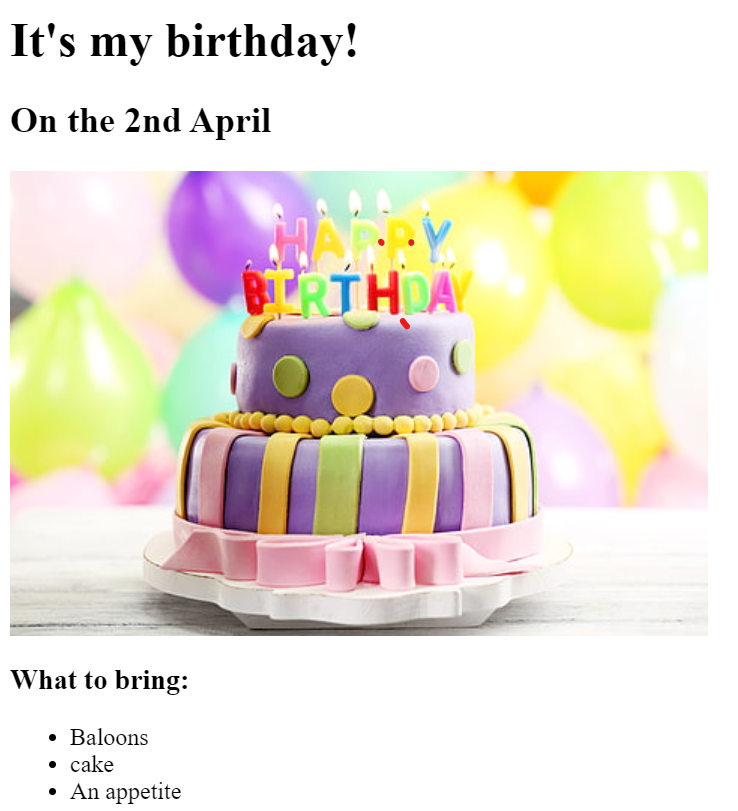 It's my birthday!
On the 2nd April
HAPPY
BIRTHDAY
What to bring:
Baloons
cake
An appetite